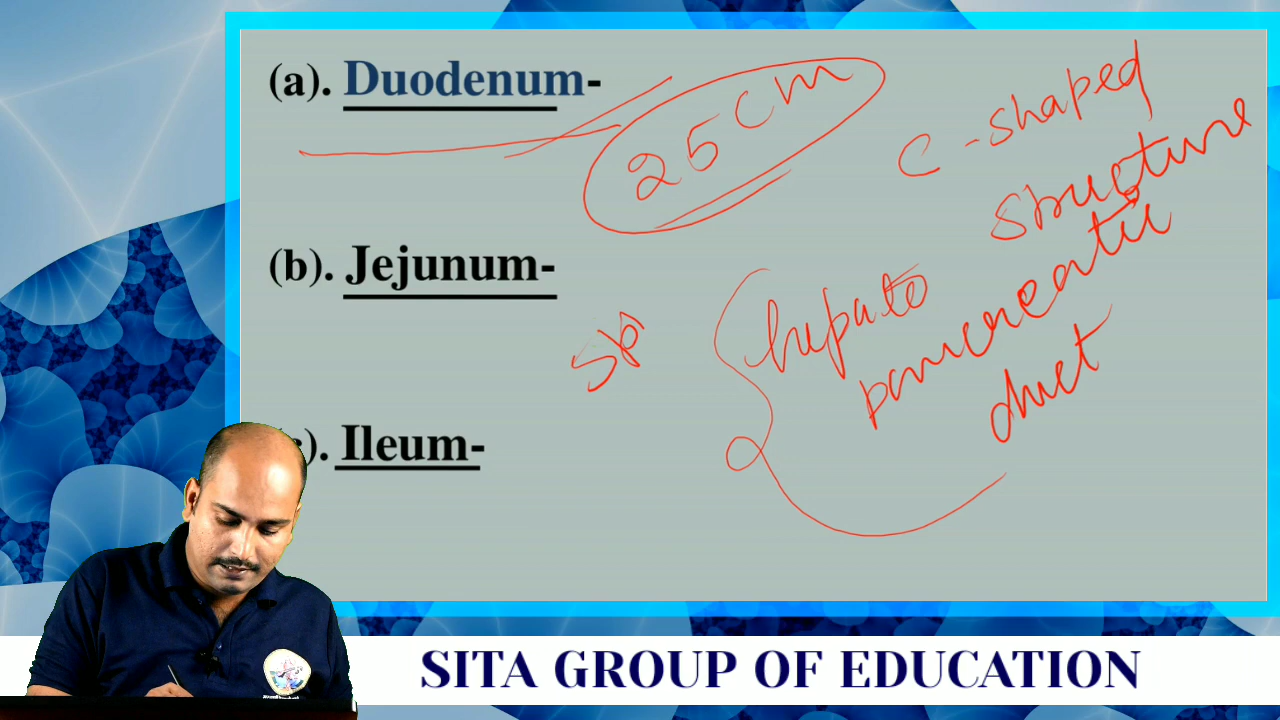 (a). Duodenum-
25 cm
C-shaped
structure
(b). Jejunum-
hepato
pancreatic
duct
). Ileum-
SITA GROUP OF EDUCATION